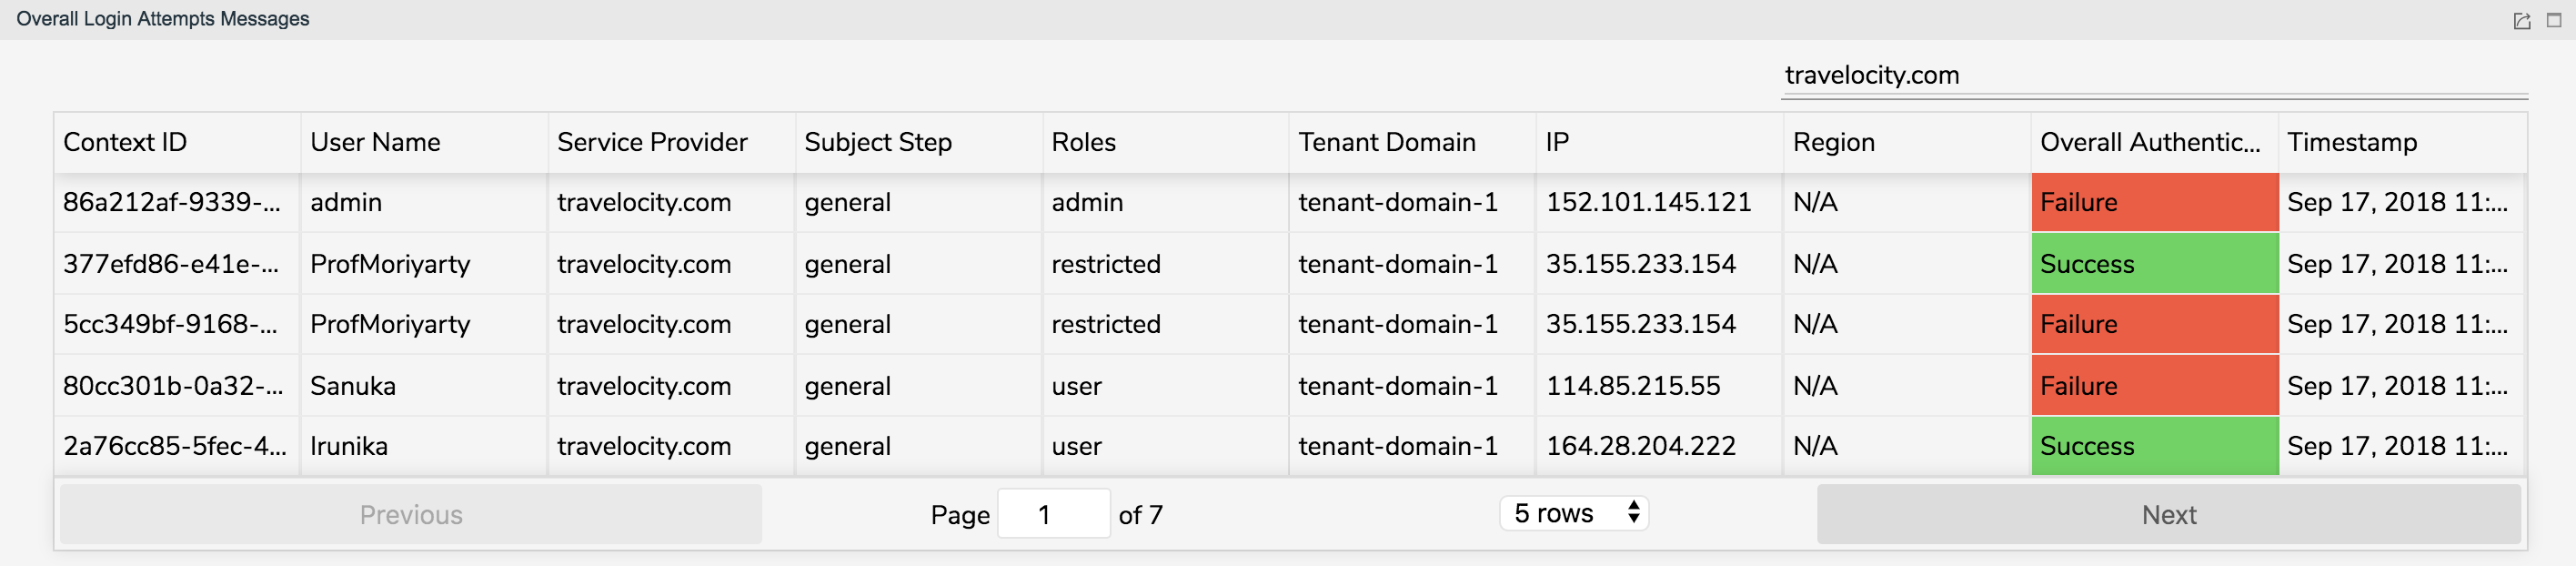 Overall Login Attempts Messages
travelocity.com
Context ID User Name Service Provider Subject Step Roles Tenant Domain IP Region Overall Authentic... Timestamp
86a212af-9339-... admin travelocity.com general admin tenant-domain-1 152.101.145.121 N/A Failure Sep 17, 2018 11:...
377efd86-e41e-... ProfMoriyarty travelocity.com general restricted tenant-domain-1 35.155.233.154 N/A Success Sep 17, 2018 11:...
5cc349bf-9168-... ProfMoriyarty travelocity.com general restricted tenant-domain-1 35.155.233.154 N/A Failure Sep 17, 2018 11:...
80cc301b-0a32-... Sanuka travelocity.com general user tenant-domain-1 114.85.215.55 N/A Failure Sep 17, 2018 11:...
2a76cc85-5fec-4... Irunika travelocity.com general user tenant-domain-1 164.28.204.222 N/A Success Sep 17, 2018 11:...
Previous Page 1 of 7 5 rows Next